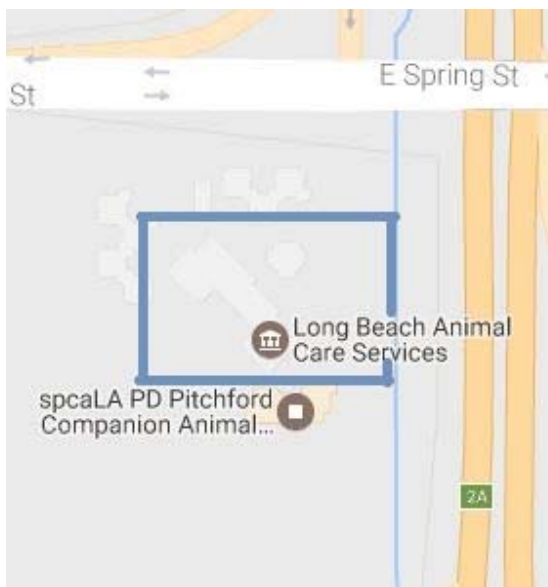 E Spring St
St
Long Beach Animal
Care Services
spcaLA PD Pitchford
Companion Animal...
2A